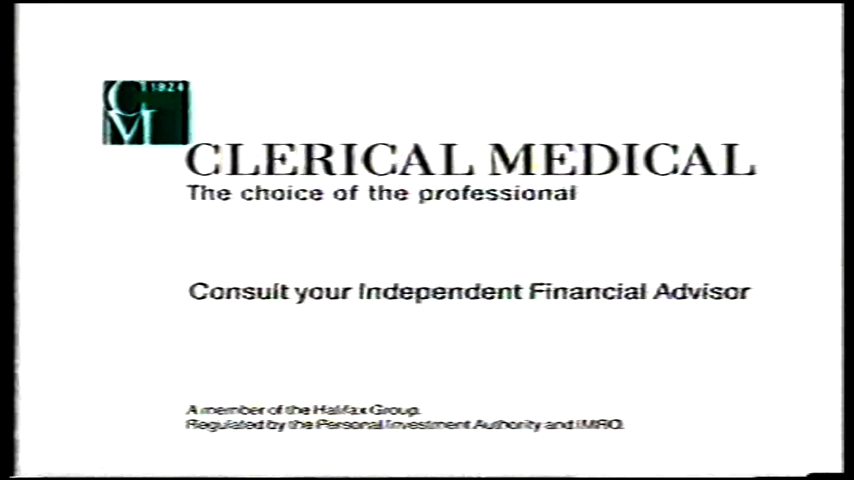 1824
CM
CLERICAL MEDICAL
The choice of the professional
Consult your Independent Financial Advisor
A member of the Halifax Group.
Regulated by the Personal Investment Authority and IMRO.